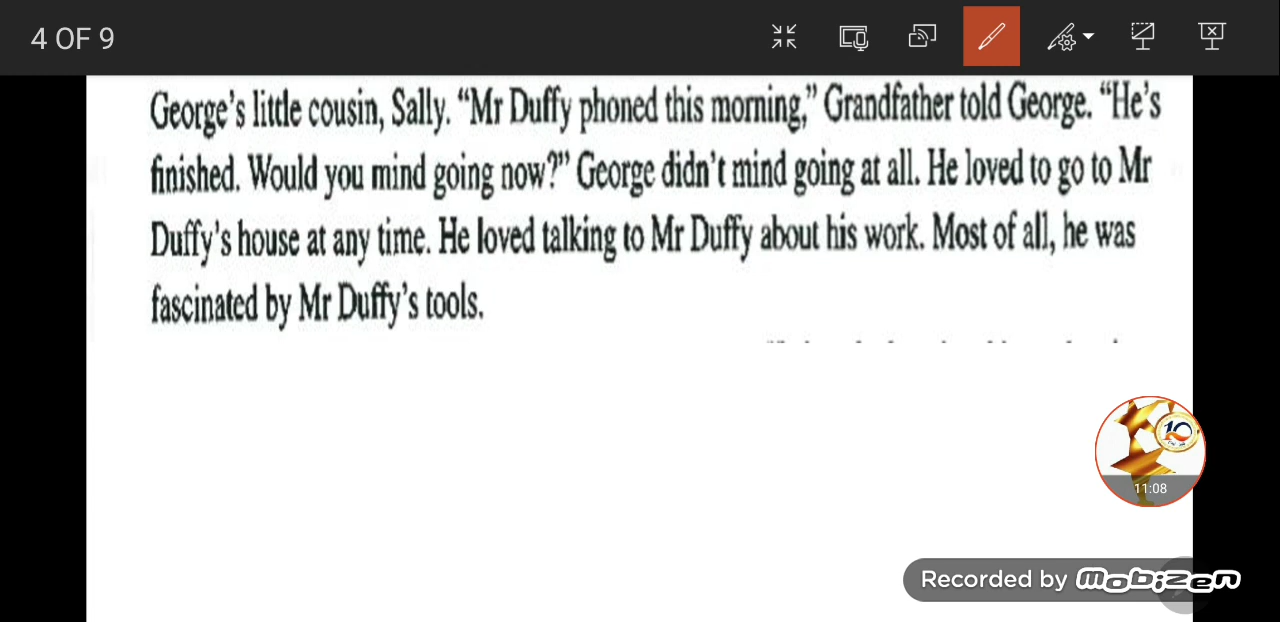 4 OF 9
George's little cousin, Sally. “Mr Duffy phoned this morning,” Grandfather told George. “He's
finished. Would you mind going now?” George didn't mind going at all. He loved to go to Mr
Duffy's house at any time. He loved talking to Mr Duffy about his work. Most of all, he was
fascinated by Mr Duffy's tools.
10
11:08
Recorded by Mobizen